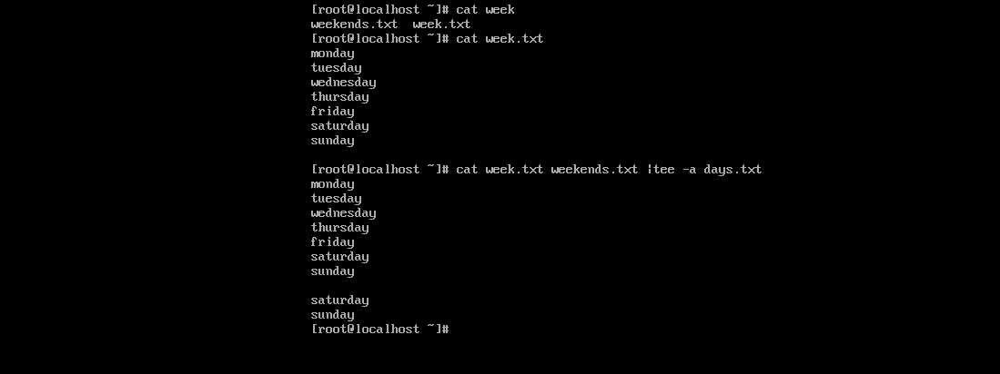 [root@localhost ~]# cat week
weekends.txt  week.txt
[root@localhost ~]# cat week.txt
monday
tuesday
wednesday
thursday
friday
saturday
sunday

[root@localhost ~]# cat week.txt weekends.txt |tee -a days.txt
monday
tuesday
wednesday
thursday
friday
saturday
sunday

saturday
sunday
[root@localhost ~]#